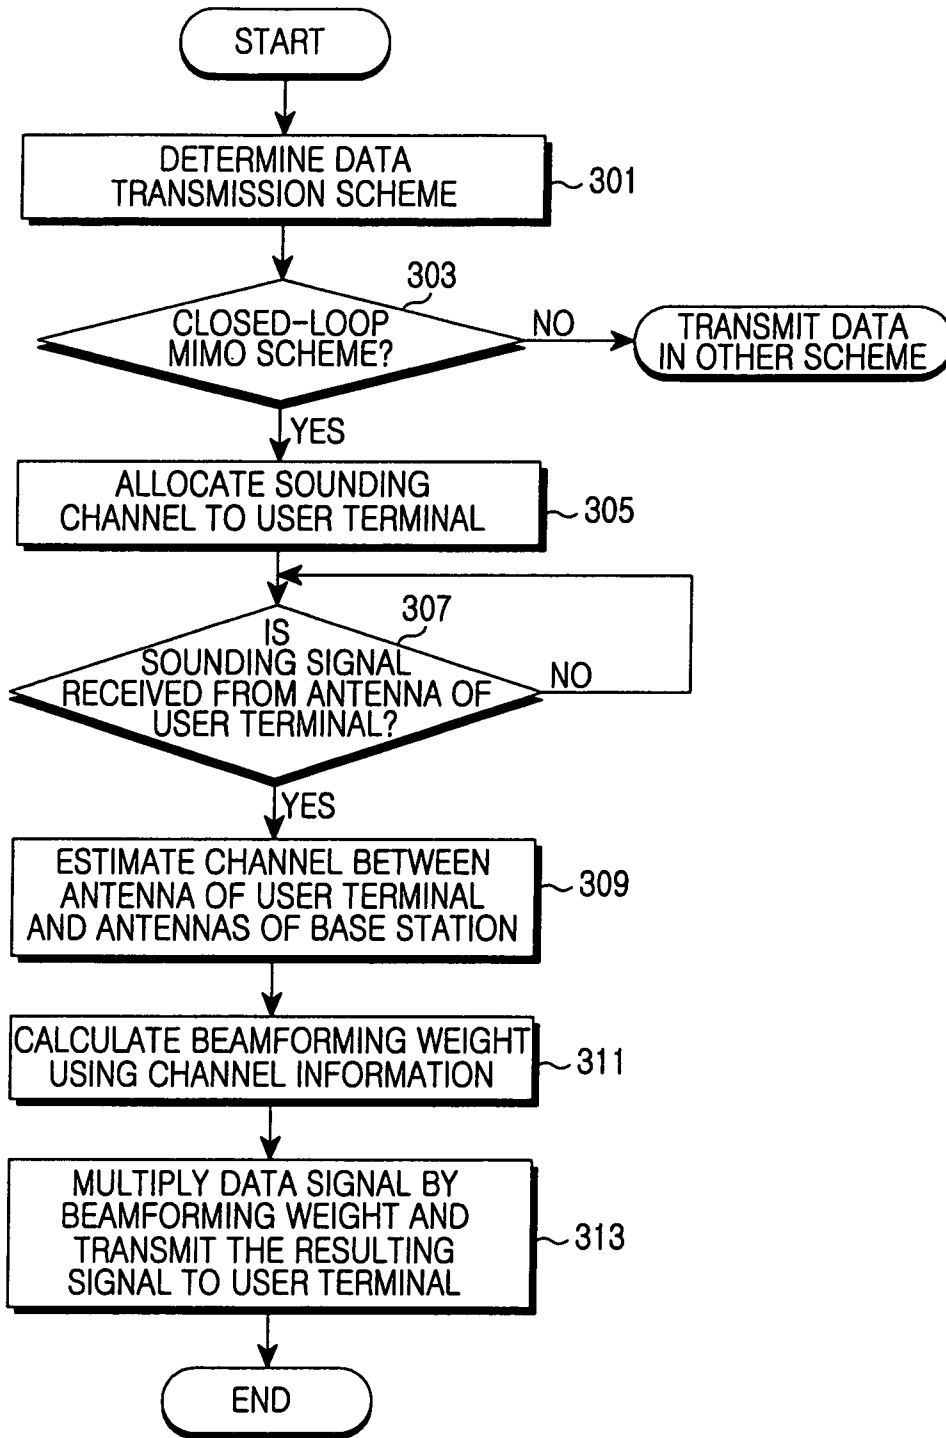 START
DETERMINE DATA
TRANSMISSION SCHEME
301
303
CLOSED-LOOP
MIMO SCHEME?
NO
TRANSMIT DATA
IN OTHER SCHEME
YES
ALLOCATE SOUNDING
CHANNEL TO USER TERMINAL
305
307
IS
SOUNDING SIGNAL
RECEIVED FROM ANTENNA OF
USER TERMINAL?
NO
YES
ESTIMATE CHANNEL BETWEEN
ANTENNA OF USER TERMINAL
AND ANTENNAS OF BASE STATION
309
CALCULATE BEAMFORMING WEIGHT
USING CHANNEL INFORMATION
311
MULTIPLY DATA SIGNAL BY
BEAMFORMING WEIGHT AND
TRANSMIT THE RESULTING
SIGNAL TO USER TERMINAL
313
END